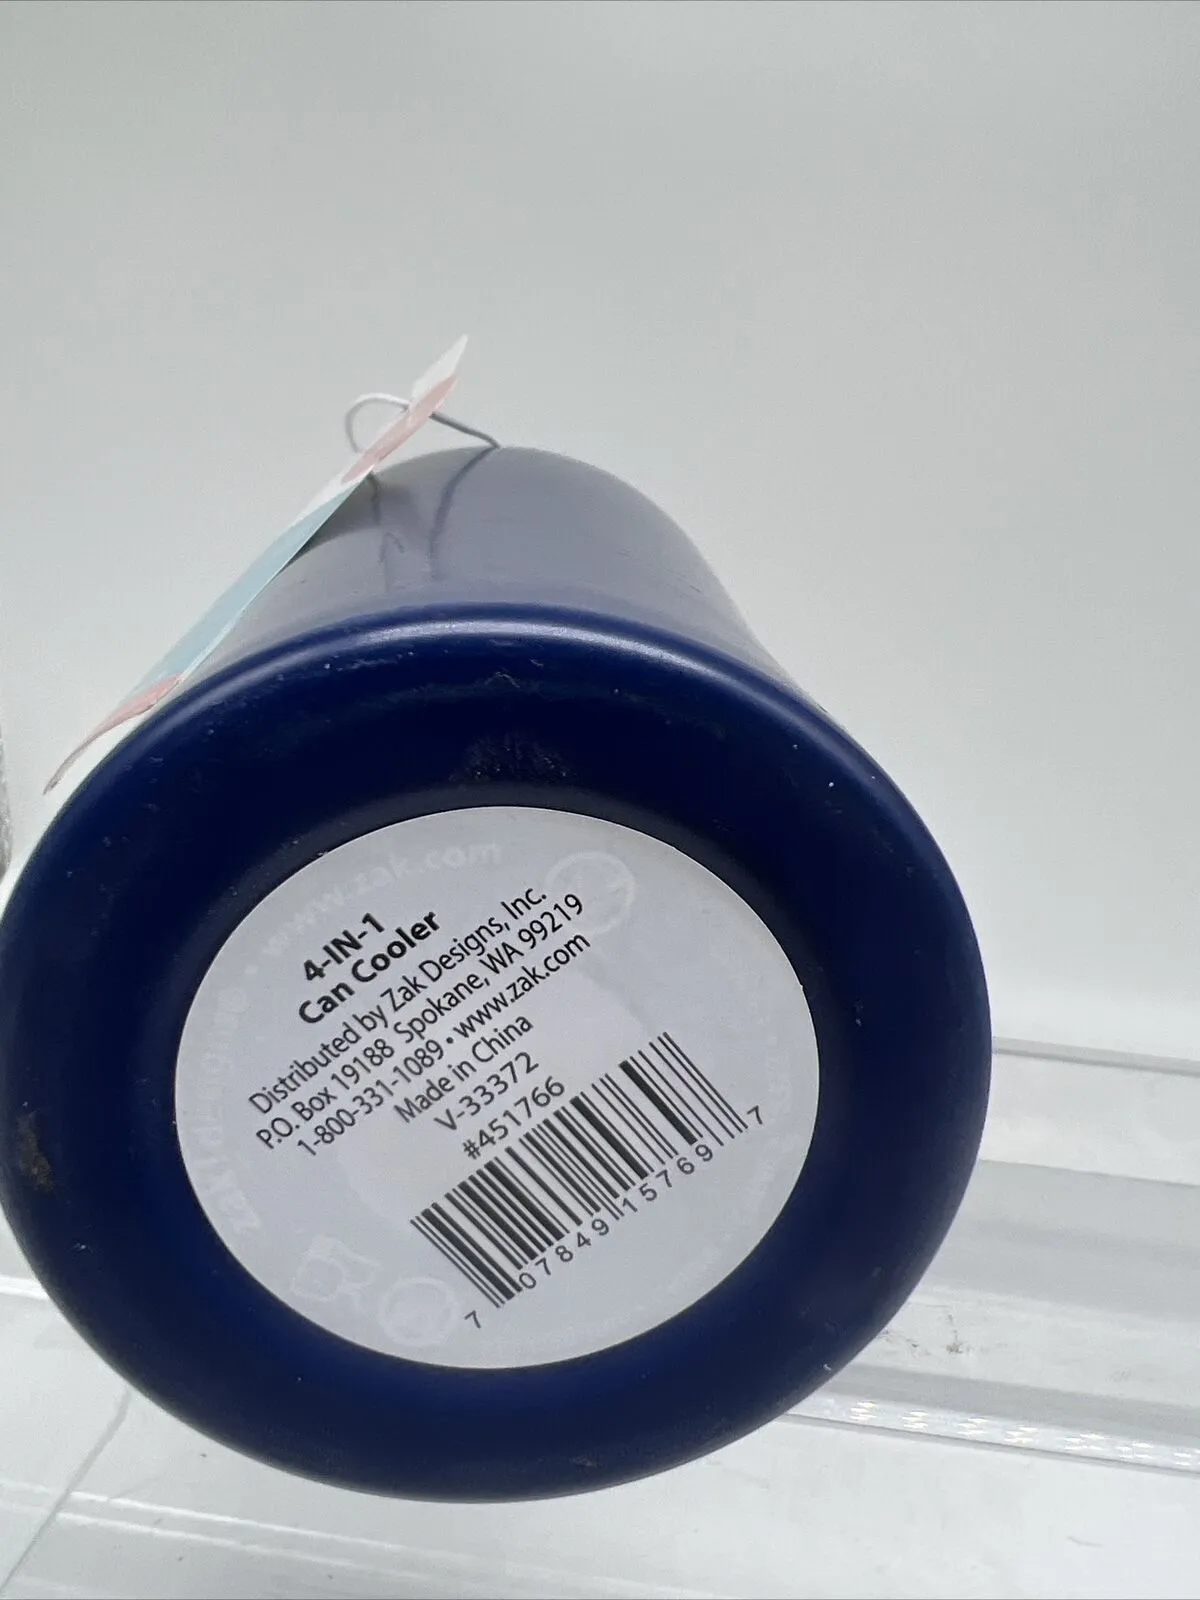 www.zak.com
4-IN-1
Can Cooler
Distributed by Zak Designs, Inc.
P.O. Box 19188 Spokane, WA 99219
1-800-331-1089 • www.zak.com
Made in China
V-33372
#451766
7 07849 15769 7